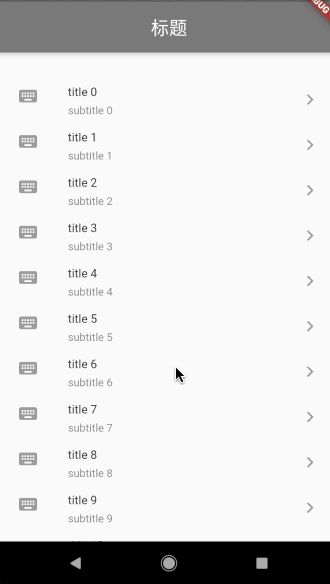 标题
title 0
subtitle 0
title 1
subtitle 1
title 2
subtitle 2
title 3
subtitle 3
title 4
subtitle 4
title 5
subtitle 5
title 6
subtitle 6
title 7
subtitle 7
title 8
subtitle 8
title 9
subtitle 9